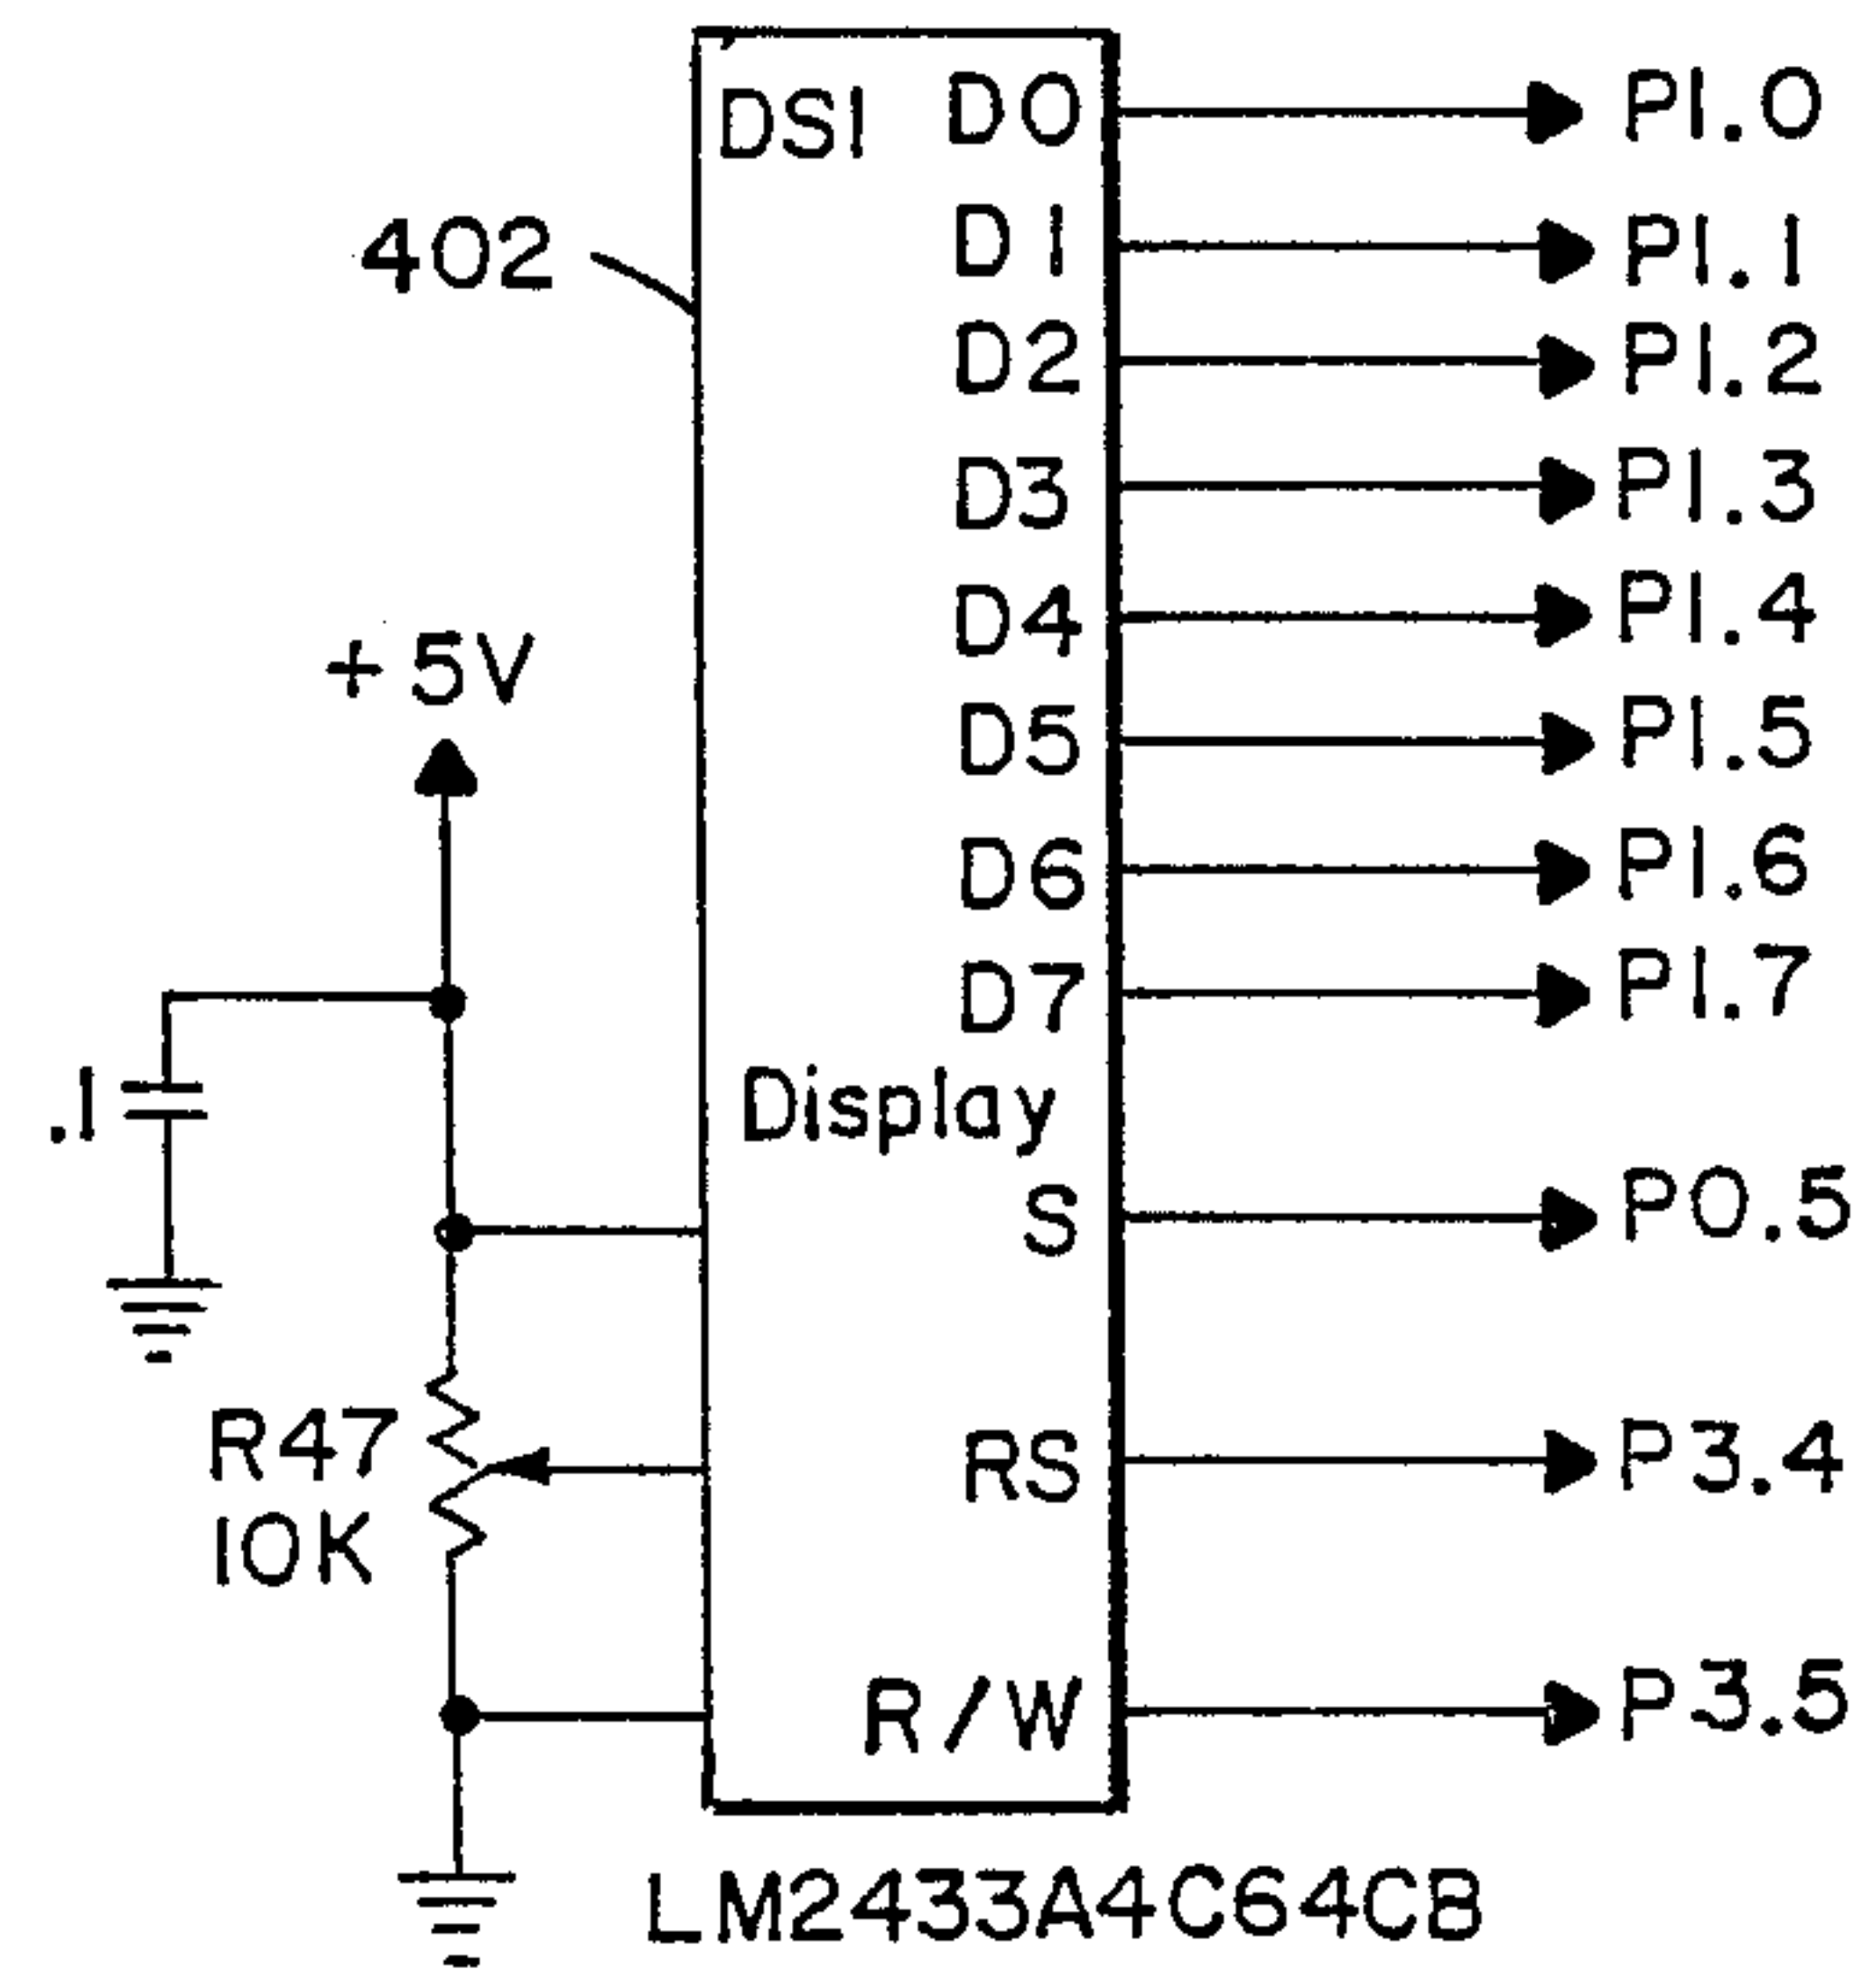 DS1 D0 P1.0
402
D1 P1.1
D2 P1.2
D3 P1.3
D4 P1.4
+5V
D5 P1.5
D6 P1.6
D7 P1.7
.1
Display
S P0.5
R47
10K
RS P3.4
R/W P3.5
LM2433A4C64CB